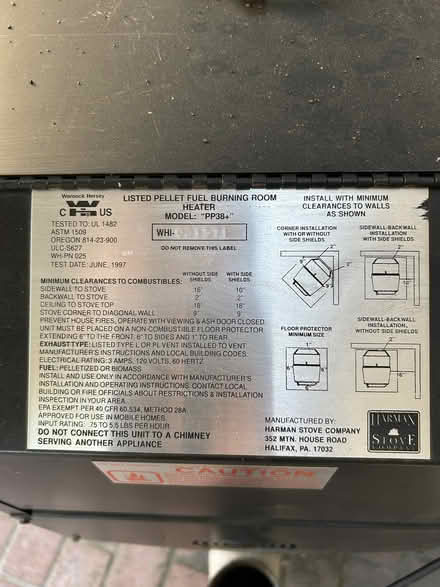 Warnock Hersey
C W H US
TESTED TO: UL 1482
ASTM 1509
OREGON 814-23-900
ULC-S627
WH-PN 025
TEST DATE: JUNE, 1997
LISTED PELLET FUEL BURNING ROOM
HEATER
MODEL: "PP38+"
WHI-
DO NOT REMOVE THIS LABEL
INSTALL WITH MINIMUM
CLEARANCES TO WALLS
AS SHOWN
CORNER INSTALLATION
WITH OR WITHOUT
SIDE SHIELDS
SIDEWALL-BACKWALL
INSTALLATION
WITH SIDE SHIELDS
MINIMUM CLEARANCES TO COMBUSTIBLES:
WITHOUT SIDE SHIELDS WITH SIDE SHIELDS
SIDEWALL TO STOVE 10"
BACKWALL TO STOVE 2" 2"
CEILING TO STOVE TOP 18" 18"
STOVE CORNER TO DIAGONAL WALL 9" 9"
PREVENT HOUSE FIRES, OPERATE WITH VIEWING & ASH DOOR CLOSED
UNIT MUST BE PLACED ON A NON-COMBUSTIBLE FLOOR PROTECTOR
EXTENDING 6" TO THE FRONT, 6" TO SIDES AND 1" TO REAR.
EXHAUST TYPE: LISTED TYPE L OR PL VENT INSTALLED TO VENT
MANUFACTURER'S INSTRUCTIONS AND LOCAL BUILDING CODES.
ELECTRICAL RATING: 3 AMPS, 120 VOLTS, 60 HERTZ
FUEL: PELLETIZED OR BIOMASS
INSTALL AND USE ONLY IN ACCORDANCE WITH MANUFACTURER'S
INSTALLATION AND OPERATING INSTRUCTIONS. CONTACT LOCAL
BUILDING OR FIRE OFFICIALS ABOUT RESTRICTIONS & INSTALLATION
INSPECTION IN YOUR AREA.
EPA EXEMPT PER 40 CFR 60.534, METHOD 28A
APPROVED FOR USE IN MOBILE HOMES
INPUT RATING: .75 TO 5.5 LBS PER HOUR
DO NOT CONNECT THIS UNIT TO A CHIMNEY
SERVING ANOTHER APPLIANCE
FLOOR PROTECTOR
MINIMUM SIZE
SIDEWALL-BACKWALL
INSTALLATION,
WITHOUT SIDE SHIELDS
MANUFACTURED BY:
HARMAN STOVE COMPANY
352 MTN. HOUSE ROAD
HALIFAX, PA. 17032
HARMAN
STOVE
COMPANY
CAUTION